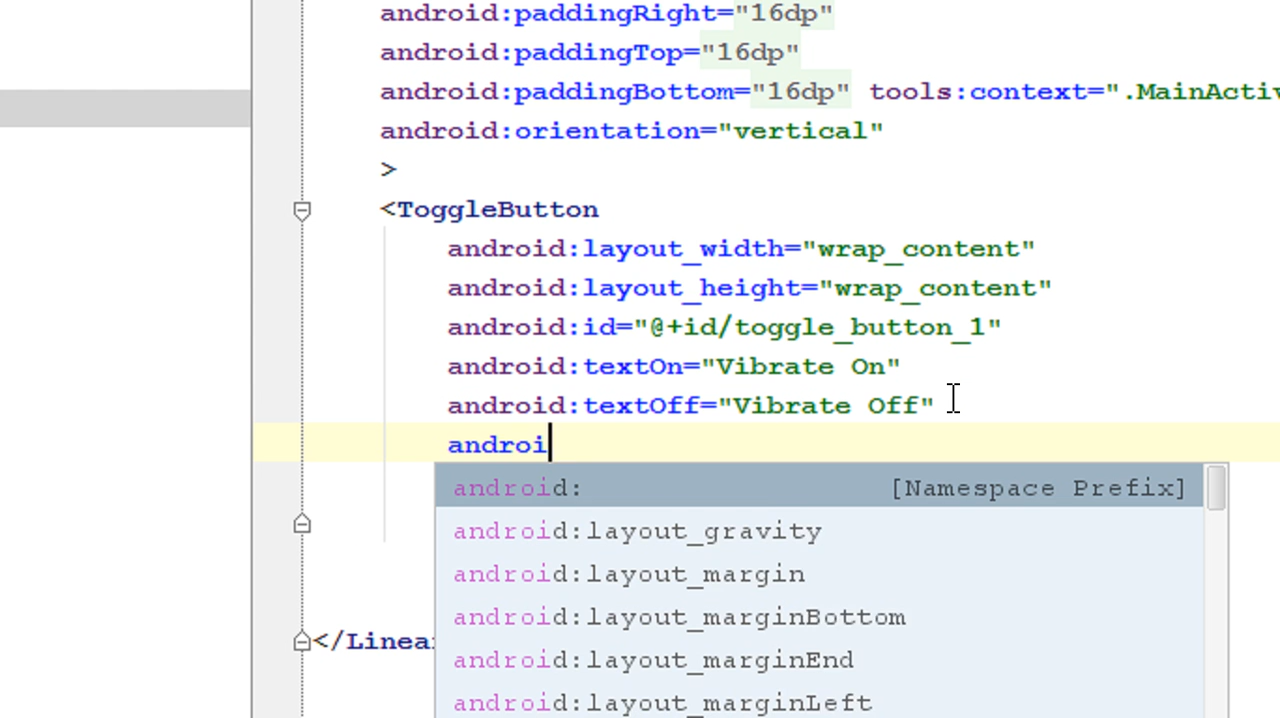 android:paddingRight="16dp"
android:paddingTop="16dp"
android:paddingBottom="16dp" tools:context=".MainActiv
android:orientation="vertical"
>
<ToggleButton
android:layout_width="wrap_content"
android:layout_height="wrap_content"
android:id="@+id/toggle_button_1"
android:textOn="Vibrate On"
android:textOff="Vibrate Off"
androi
android: [Namespace Prefix]
android:layout_gravity
android:layout_margin
android:layout_marginBottom
android:layout_marginEnd
android:layout_marginLeft
</Linear